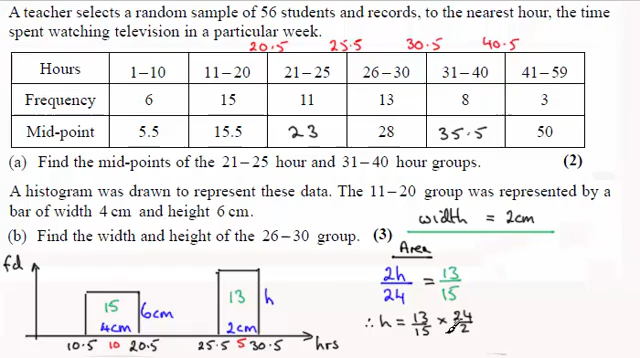 A teacher selects a random sample of 56 students and records, to the nearest hour, the time
spent watching television in a particular week.
20.5 25.5 30.5 40.5
Hours 1–10 11–20 21–25 26–30 31–40 41–59
Frequency 6 15 11 13 8 3
Mid-point 5.5 15.5 23 28 35.5 50
(a) Find the mid-points of the 21–25 hour and 31–40 hour groups. (2)
A histogram was drawn to represent these data. The 11–20 group was represented by a
bar of width 4 cm and height 6 cm.
width = 2cm
(b) Find the width and height of the 26–30 group. (3)
Area
fd
15 6cm
4cm
13 h
2cm
10.5 10 20.5 25.5 5 30.5 hrs
2h/24 = 13/15
∴ h = 13/15 × 24/2